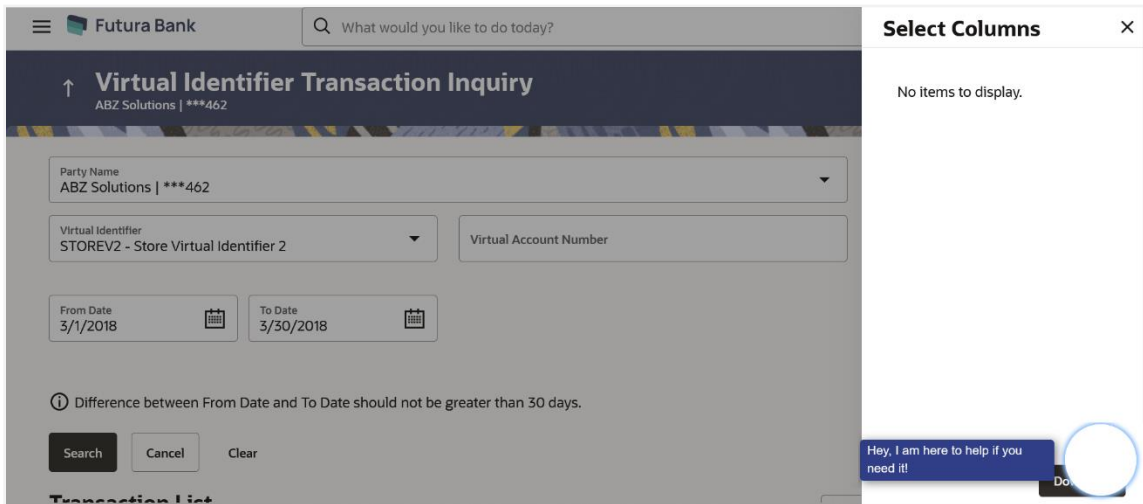 Futura Bank
What would you like to do today?
Virtual Identifier Transaction Inquiry
ABZ Solutions | ***462
Party Name
ABZ Solutions | ***462
Virtual Identifier
STOREV2 - Store Virtual Identifier 2
Virtual Account Number
From Date
3/1/2018
To Date
3/30/2018
Difference between From Date and To Date should not be greater than 30 days.
Search
Cancel
Clear
Transaction List
Select Columns
No items to display.
Hey, I am here to help if you
need it!